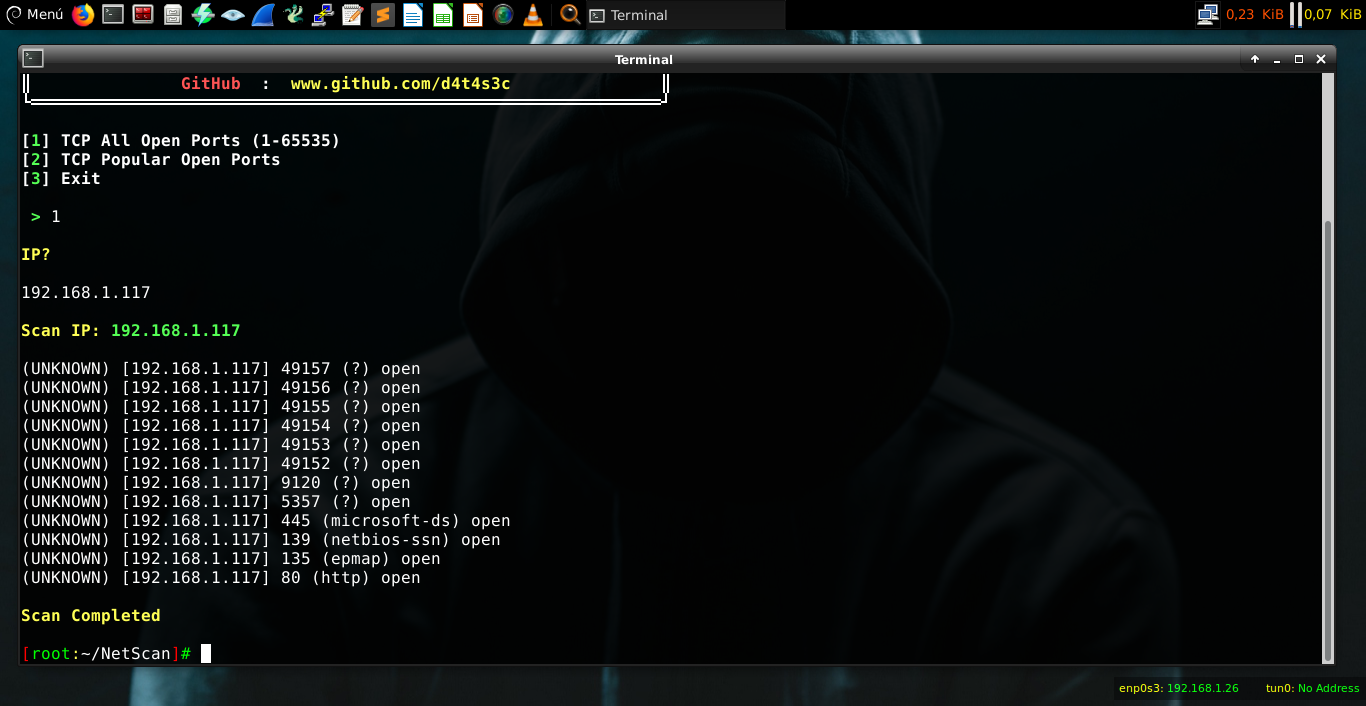 Menú
Terminal
0,23 KiB
0,07 KiB
Terminal
GitHub : www.github.com/d4t4s3c
[1] TCP All Open Ports (1-65535)
[2] TCP Popular Open Ports
[3] Exit
> 1
IP?
192.168.1.117
Scan IP: 192.168.1.117
(UNKNOWN) [192.168.1.117] 49157 (?) open
(UNKNOWN) [192.168.1.117] 49156 (?) open
(UNKNOWN) [192.168.1.117] 49155 (?) open
(UNKNOWN) [192.168.1.117] 49154 (?) open
(UNKNOWN) [192.168.1.117] 49153 (?) open
(UNKNOWN) [192.168.1.117] 49152 (?) open
(UNKNOWN) [192.168.1.117] 9120 (?) open
(UNKNOWN) [192.168.1.117] 5357 (?) open
(UNKNOWN) [192.168.1.117] 445 (microsoft-ds) open
(UNKNOWN) [192.168.1.117] 139 (netbios-ssn) open
(UNKNOWN) [192.168.1.117] 135 (epmap) open
(UNKNOWN) [192.168.1.117] 80 (http) open
Scan Completed
[root:~/NetScan]#
enp0s3: 192.168.1.26
tun0: No Address